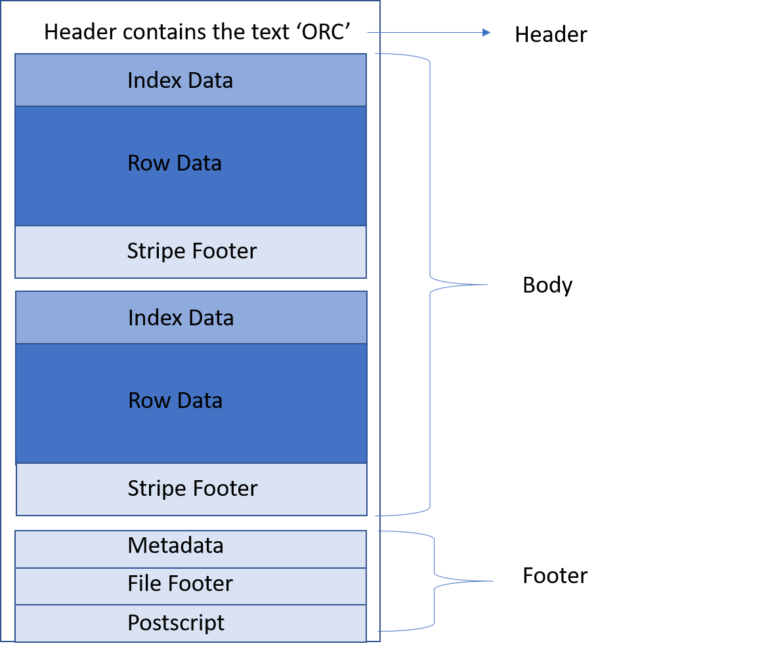 Header contains the text ‘ORC’
Header
Index Data
Row Data
Stripe Footer
Index Data
Row Data
Stripe Footer
Body
Metadata
File Footer
Postscript
Footer